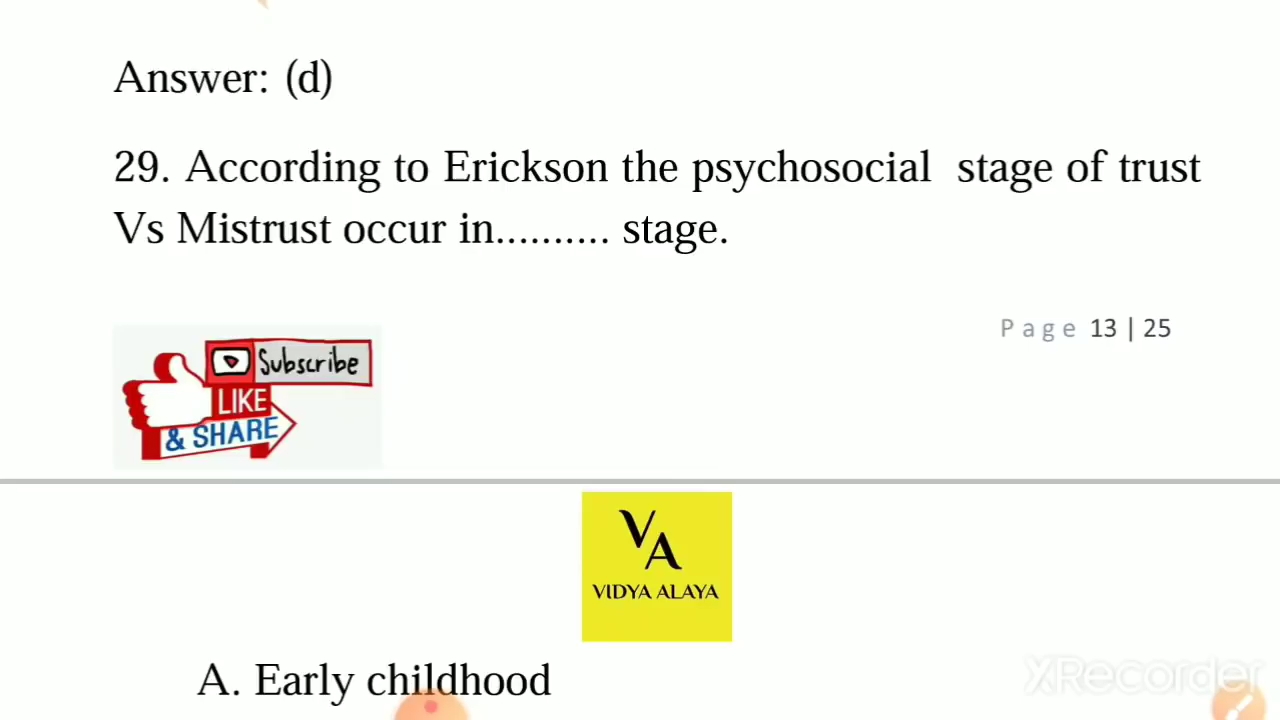 Answer: (d)
29. According to Erickson the psychosocial stage of trust
Vs Mistrust occur in.......... stage.
Page 13 | 25
Subscribe
LIKE
& SHARE
VA
VIDYA ALAYA
A. Early childhood
XRecorder